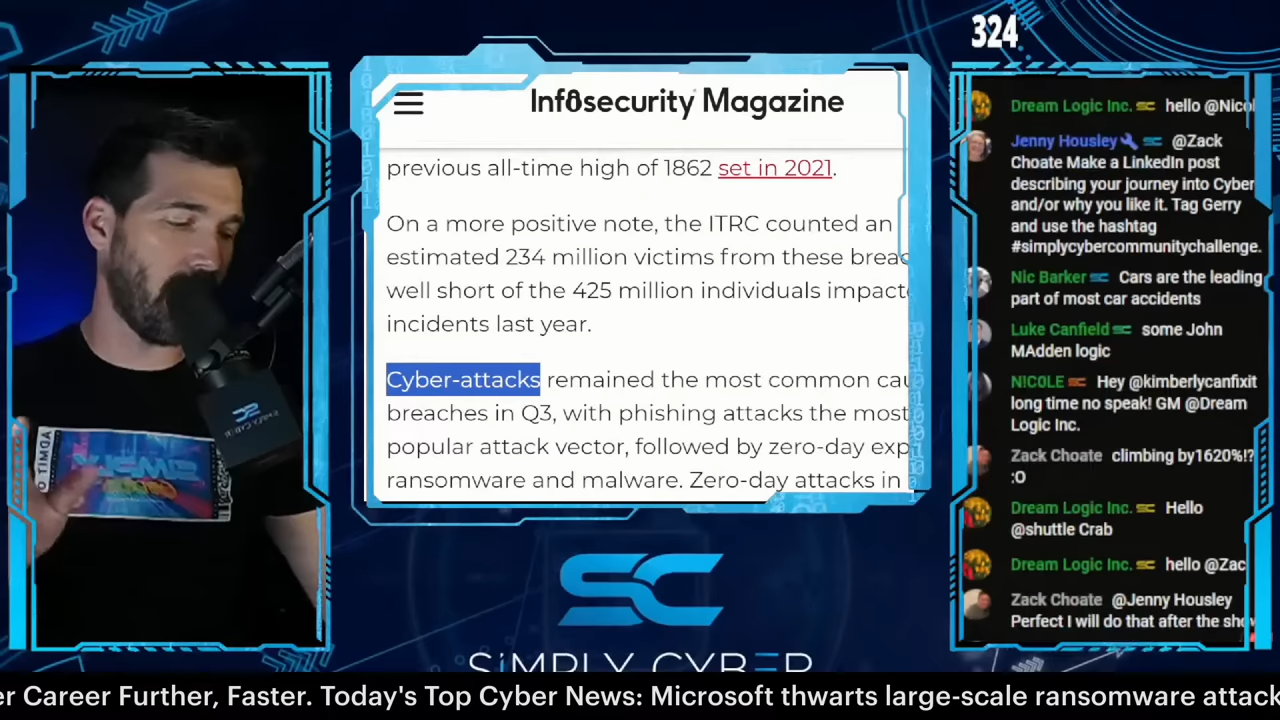 324
Infosecurity Magazine
previous all-time high of 1862 set in 2021.
On a more positive note, the ITRC counted an
estimated 234 million victims from these breac
well short of the 425 million individuals impact
incidents last year.
Cyber-attacks remained the most common cau
breaches in Q3, with phishing attacks the most
popular attack vector, followed by zero-day exp
ransomware and malware. Zero-day attacks in
Dream Logic Inc. hello @Nicol
Jenny Housley @Zack
Choate Make a LinkedIn post
describing your journey into Cyber
and/or why you like it. Tag Gerry
and use the hashtag
#simplycybercommunitychallenge.
Nic Barker Cars are the leading
part of most car accidents
Luke Canfield some John
MAdden logic
NICOLE Hey @kimberlycanfixit
long time no speak! GM @Dream
Logic Inc.
Zack Choate climbing by1620%!?
:O
Dream Logic Inc. Hello
@shuttle Crab
Dream Logic Inc. hello @Zac
Zack Choate @Jenny Housley
Perfect I will do that after the show
SC
SIMPLY CYBER
er Career Further, Faster. Today's Top Cyber News: Microsoft thwarts large-scale ransomware attack